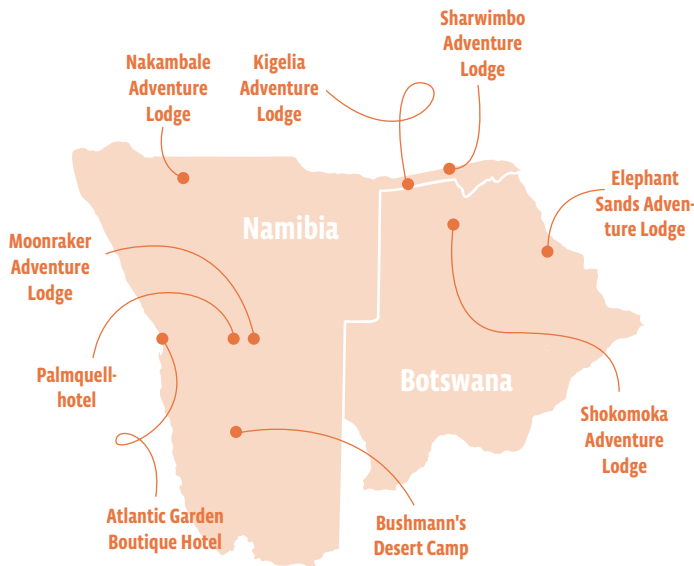 Sharwimbo
Adventure
Lodge
Nakambale
Adventure
Lodge
Kigelia
Adventure
Lodge
Elephant
Sands Adven-
ture Lodge
Namibia
Moonraker
Adventure
Lodge
Palmquell-
hotel
Botswana
Shokomoka
Adventure
Lodge
Atlantic Garden
Boutique Hotel
Bushmann's
Desert Camp